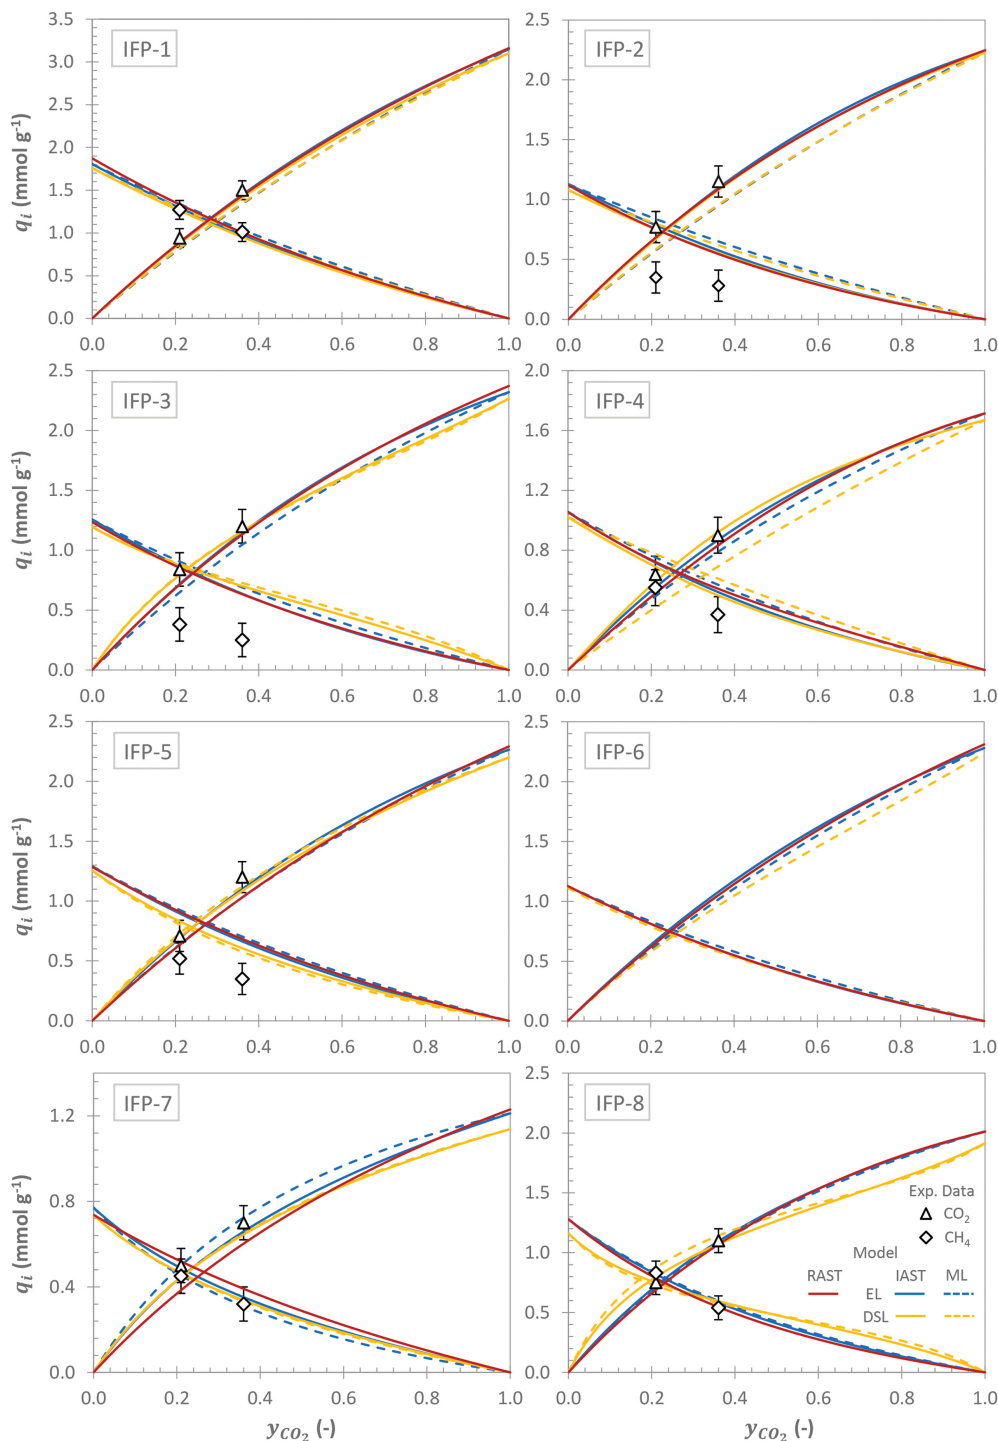 IFP-1
3.5
3.0
2.5
2.0
1.5
1.0
0.5
0.0
q_i (mmol g⁻¹)
0.0 0.2 0.4 0.6 0.8 1.0
IFP-2
2.5
2.0
1.5
1.0
0.5
0.0
0.0 0.2 0.4 0.6 0.8 1.0
IFP-3
2.5
2.0
1.5
1.0
0.5
0.0
q_i (mmol g⁻¹)
0.0 0.2 0.4 0.6 0.8 1.0
IFP-4
2.0
1.6
1.2
0.8
0.4
0.0
0.0 0.2 0.4 0.6 0.8 1.0
IFP-5
2.5
2.0
1.5
1.0
0.5
0.0
q_i (mmol g⁻¹)
0.0 0.2 0.4 0.6 0.8 1.0
IFP-6
2.5
2.0
1.5
1.0
0.5
0.0
0.0 0.2 0.4 0.6 0.8 1.0
IFP-7
1.2
0.8
0.4
0.0
q_i (mmol g⁻¹)
0.0 0.2 0.4 0.6 0.8 1.0
y_CO₂ (-)
IFP-8
2.5
2.0
1.5
1.0
0.5
0.0
Exp. Data
CO₂
CH₄
Model
RAST IAST ML
EL
DSL
0.0 0.2 0.4 0.6 0.8 1.0
y_CO₂ (-)